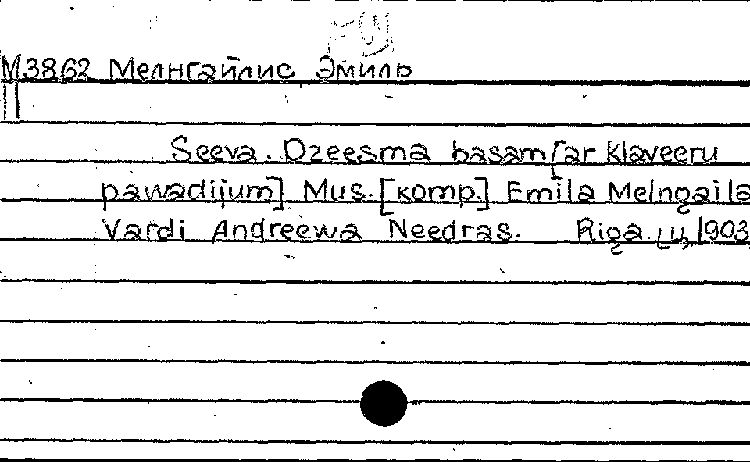 М3862 Мелнгайлис Эмиль
Seeva. Dzeesma basam [ar klaveeru
pawadijum] Mus. [комр.] Emila Melngaila
Vardi Andreewa Needras. Riga. Ц, 1903